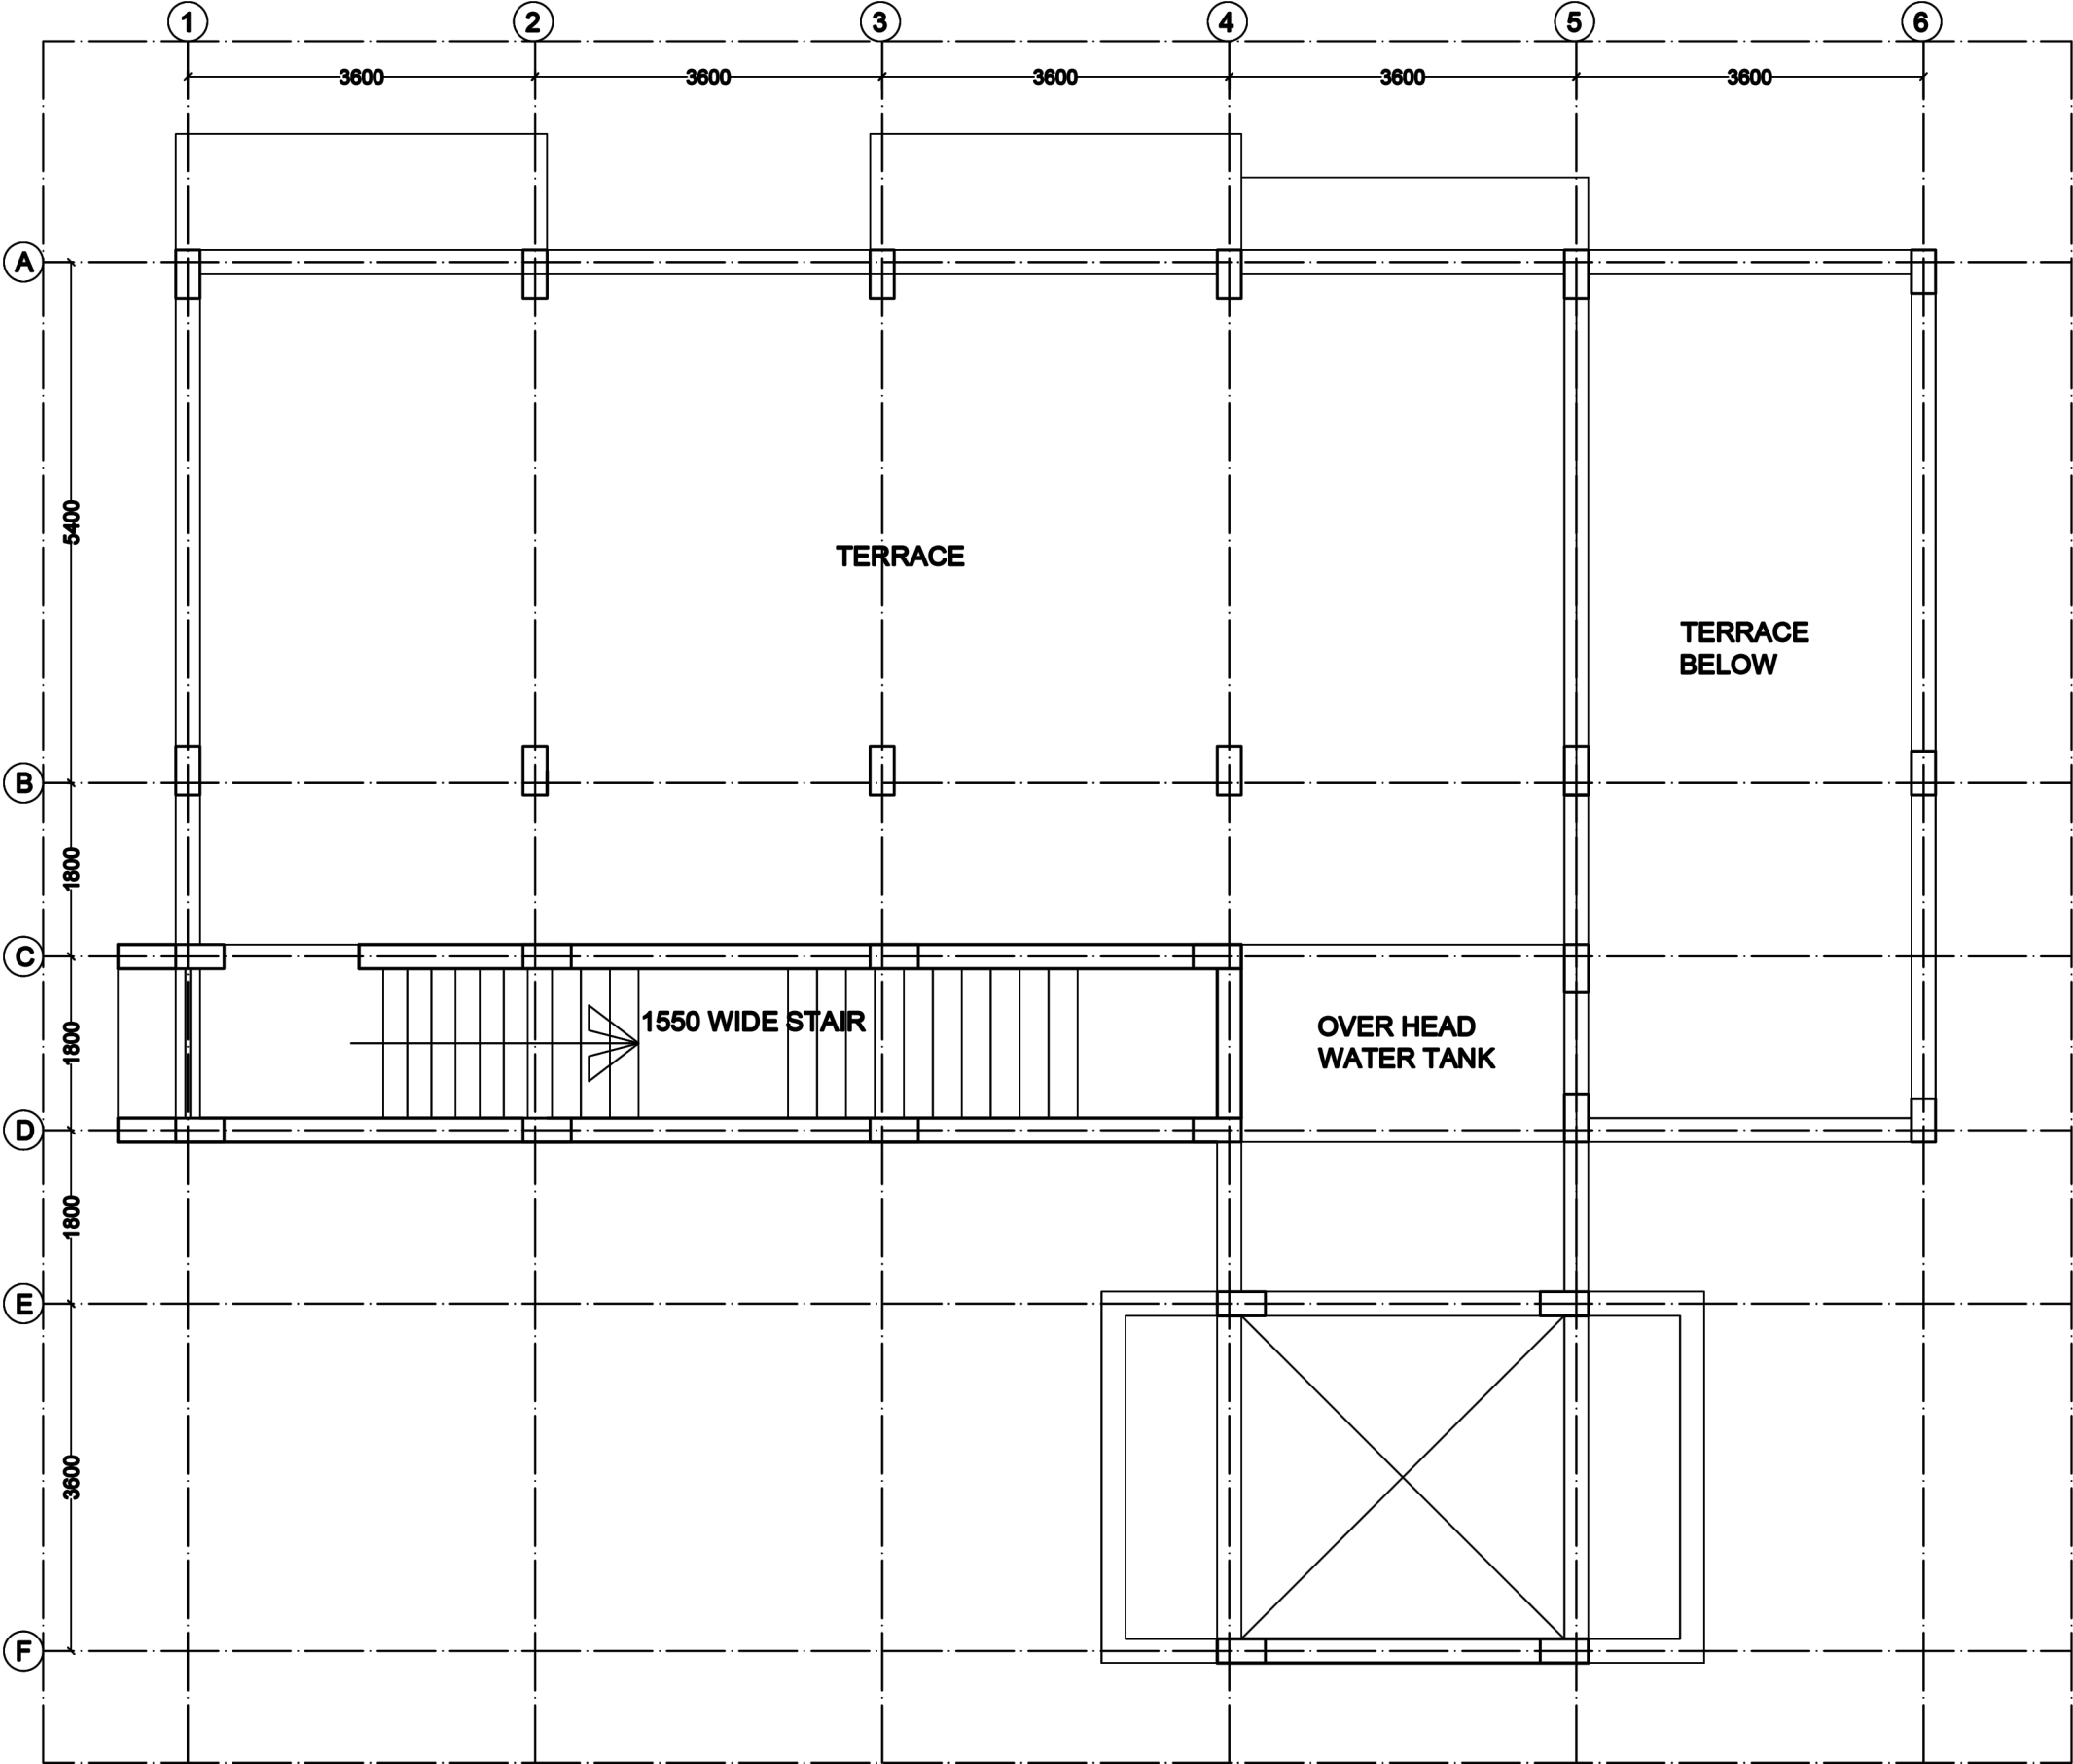 1 2 3 4 5 6
3600 3600 3600 3600 3600
A
5400
TERRACE
TERRACE
BELOW
B
1800
C
1550 WIDE STAIR
OVER HEAD
WATER TANK
1800
D
1800
E
3600
F